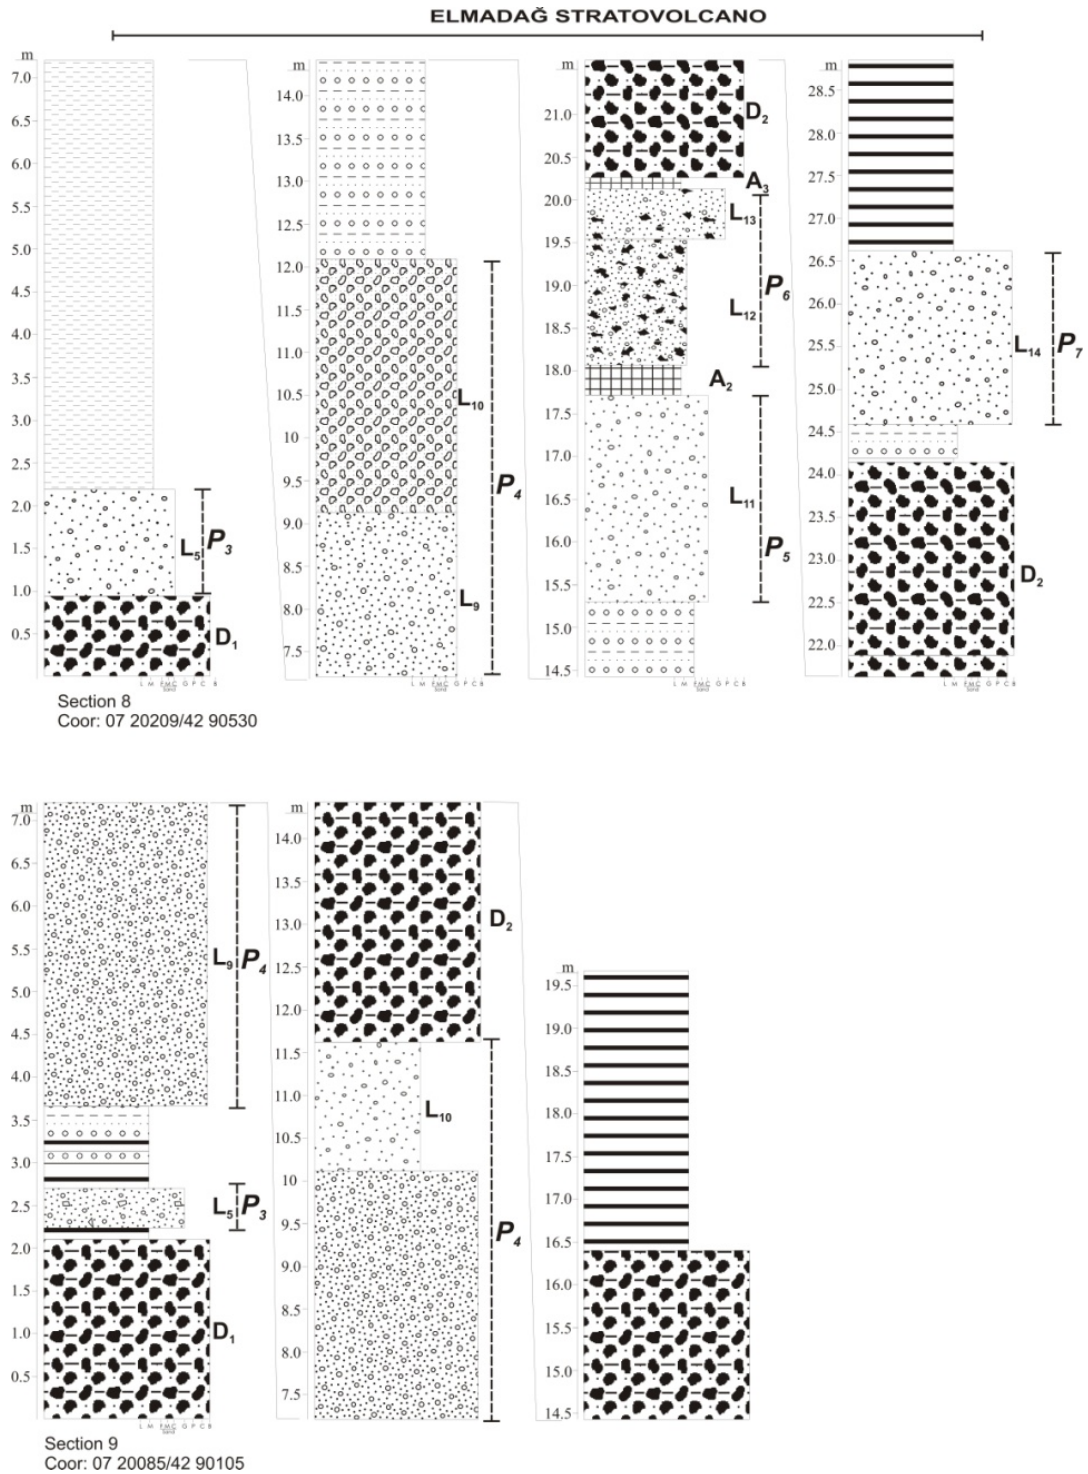 ELMADAĞ STRATOVOLCANO
m
7.0
6.5
6.0
5.5
5.0
4.5
4.0
3.5
3.0
2.5
2.0
1.5
1.0
0.5
L5
P3
D1
L M F M C G P C B
Sand
m
14.0
13.5
13.0
12.5
12.0
11.5
11.0
10.5
10
9.5
9.0
8.5
8.0
7.5
L10
P4
L9
L M F M C G P C B
Sand
m
21.0
20.5
20.0
19.5
19.0
18.5
18.0
17.5
17.0
16.5
16.0
15.5
15.0
14.5
D2
A3
L13
P6
L12
A2
L11
P5
L M F M C G P C B
Sand
m
28.5
28.0
27.5
27.0
26.5
26.0
25.5
25.0
24.5
24.0
23.5
23.0
22.5
22.0
L14
P7
D2
L M F M C G P C B
Sand
Section 8
Coor: 07 20209/42 90530
m
7.0
6.5
6.0
5.5
5.0
4.5
4.0
3.5
3.0
2.5
2.0
1.5
1.0
0.5
L9
P4
L5
P3
D1
L M F M C G P C B
Sand
m
14.0
13.5
13.0
12.5
12.0
11.5
11.0
10.5
10
9.5
9.0
8.5
8.0
7.5
D2
L10
P4
m
19.5
19.0
18.5
18.0
17.5
17.0
16.5
16.0
15.5
15.0
14.5
Section 9
Coor: 07 20085/42 90105